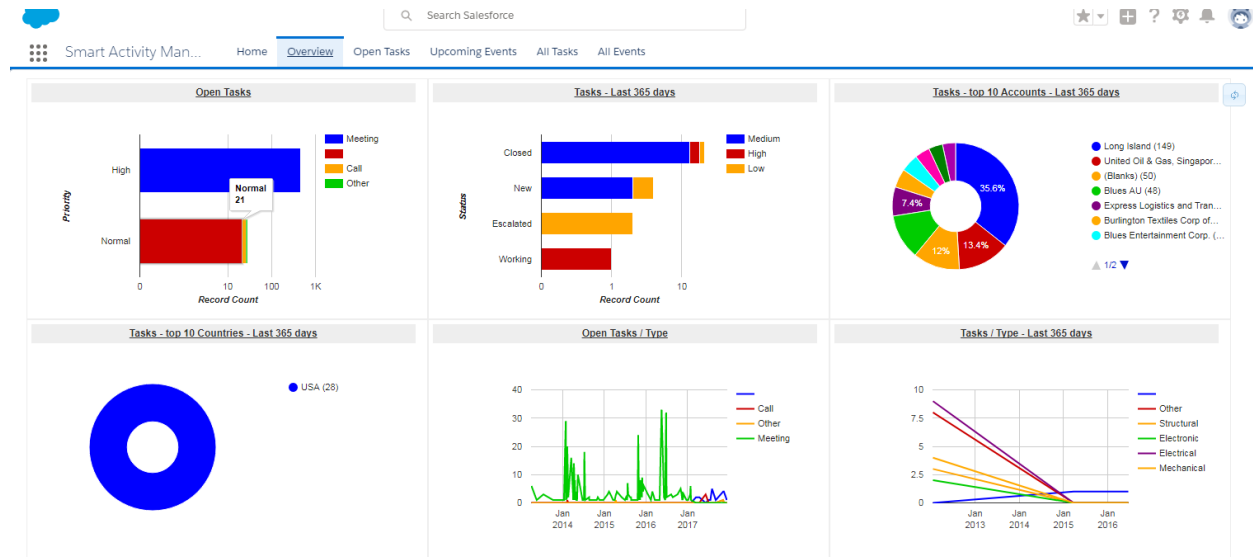 Search Salesforce
Smart Activity Man... Home Overview Open Tasks Upcoming Events All Tasks All Events
Open Tasks
Meeting
Call
Other
High
Normal
21
Normal
Priority
0 10 100 1K
Record Count
Tasks - Last 365 days
Medium
High
Low
Closed
New
Escalated
Working
Status
0 1 10
Record Count
Tasks - top 10 Accounts - Last 365 days
35.6%
13.4%
12%
7.4%
Long Island (149)
United Oil & Gas, Singapor...
(Blanks) (50)
Blues AU (48)
Express Logistics and Tran...
Burlington Textiles Corp of...
Blues Entertainment Corp. (...
1/2
Tasks - top 10 Countries - Last 365 days
USA (28)
Open Tasks / Type
40
30
20
10
0
Jan Jan Jan Jan
2014 2015 2016 2017
Call
Other
Meeting
Tasks / Type - Last 365 days
10
7.5
5
2.5
0
Jan Jan Jan Jan
2013 2014 2015 2016
Other
Structural
Electronic
Electrical
Mechanical